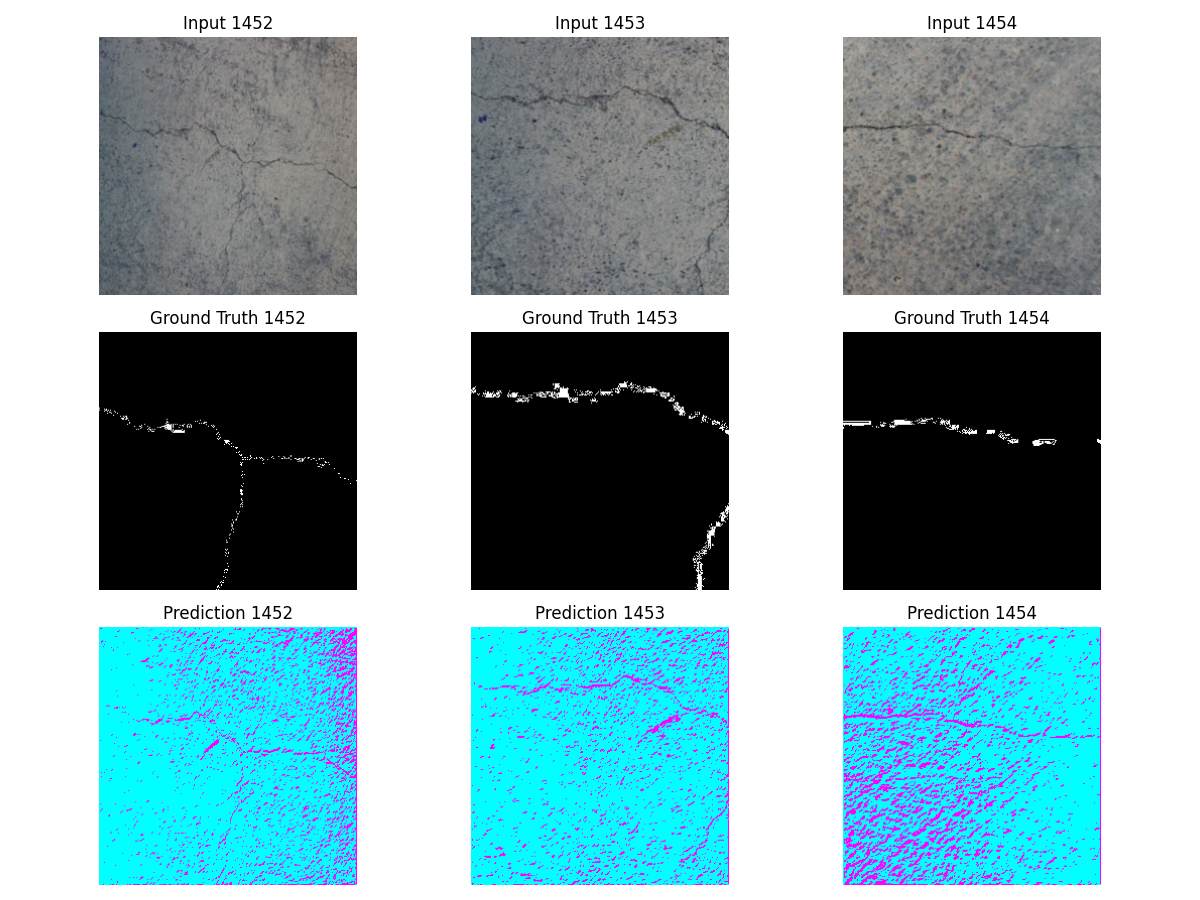 Input 1452
Input 1453
Input 1454
Ground Truth 1452
Ground Truth 1453
Ground Truth 1454
Prediction 1452
Prediction 1453
Prediction 1454